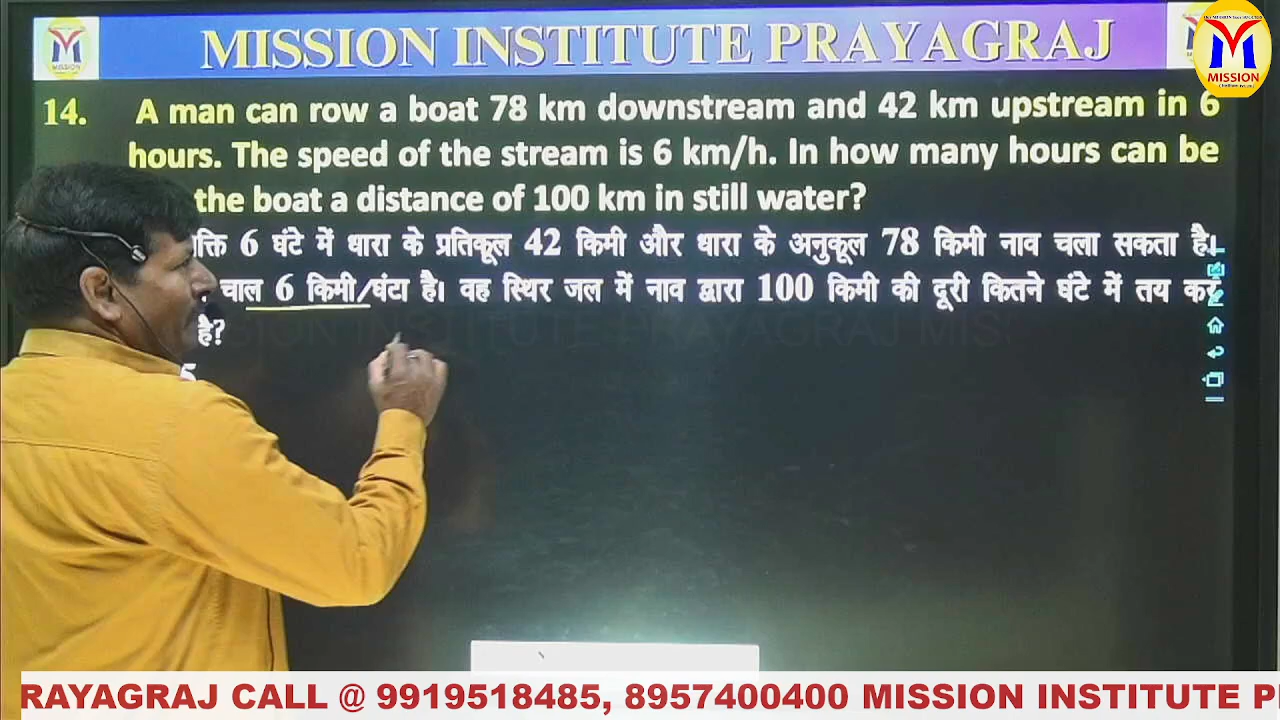 MISSION INSTITUTE PRAYAGRAJ
MISSION
MISSION
14. A man can row a boat 78 km downstream and 42 km upstream in 6
hours. The speed of the stream is 6 km/h. In how many hours can be
the boat a distance of 100 km in still water?
6 घंटे में धारा के प्रतिकूल 42 किमी और धारा के अनुकूल 78 किमी नाव चला सकता है।
चाल 6 किमी/घंटा है। वह स्थिर जल में नाव द्वारा 100 किमी की दूरी कितने घंटे में तय कर
है?
5
RAYAGRAJ CALL @ 9919518485, 8957400400 MISSION INSTITUTE P